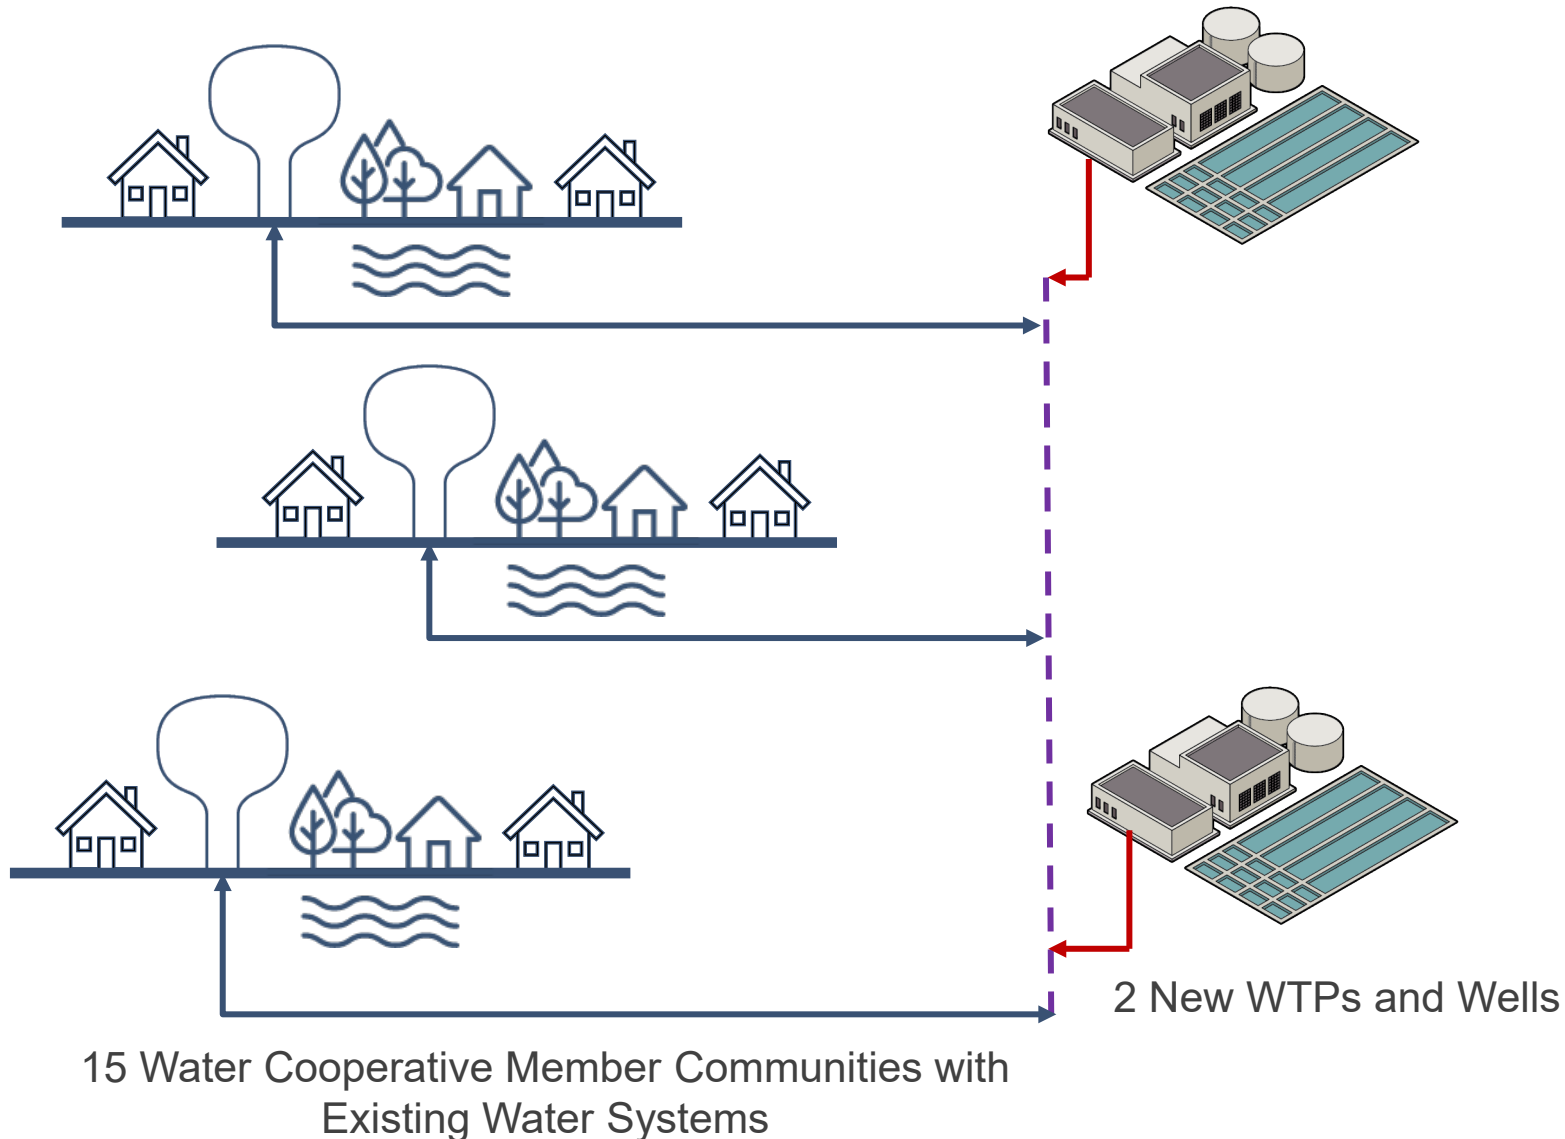 2 New WTPs and Wells
15 Water Cooperative Member Communities with
Existing Water Systems